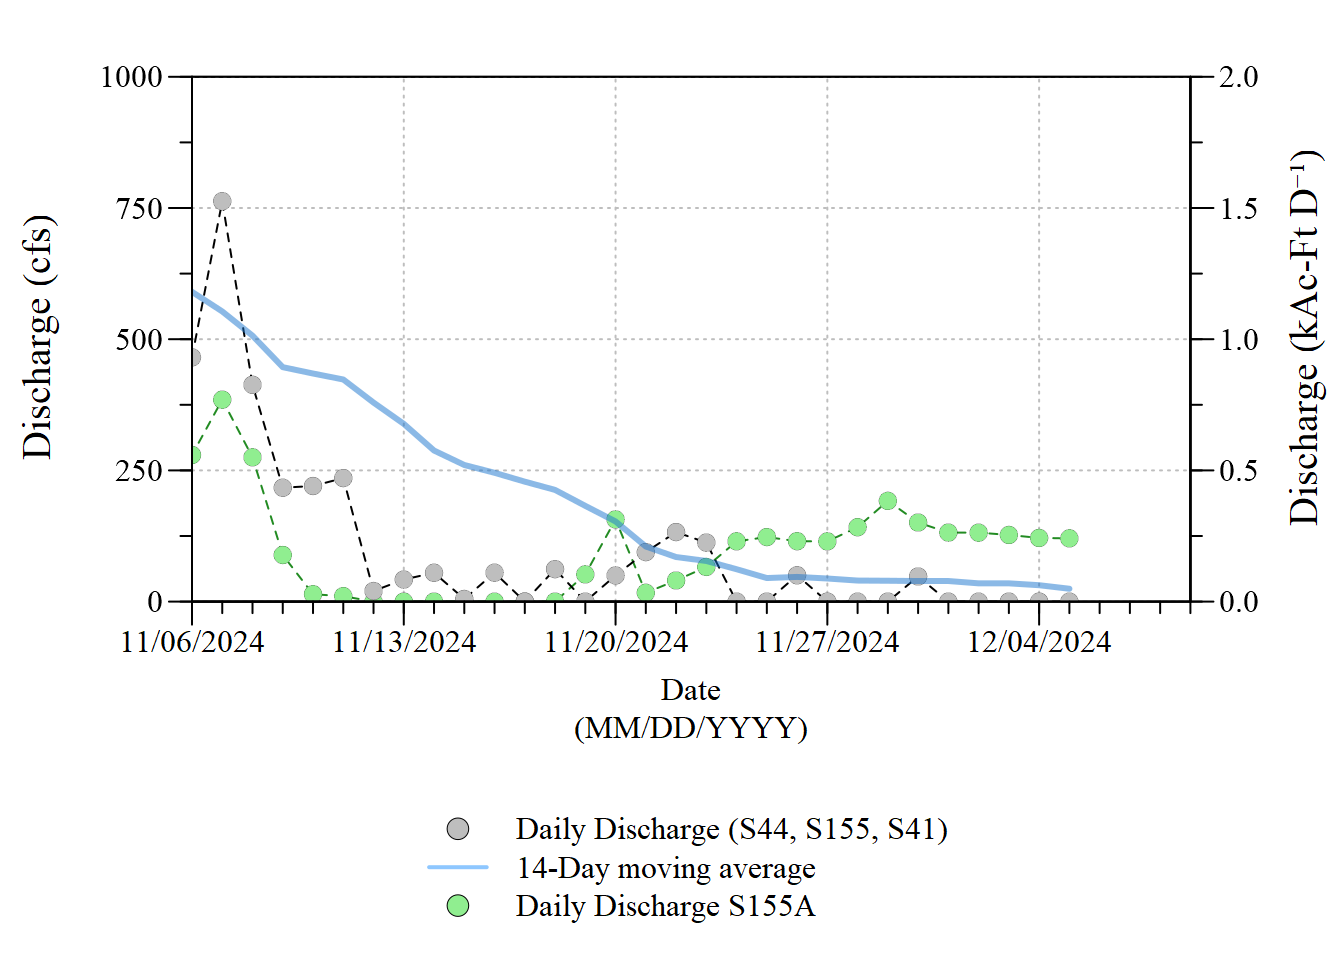 1000
750
500
250
0
2.0
1.5
1.0
0.5
0.0
Discharge (cfs)
Discharge (kAc-Ft D⁻¹)
11/06/2024 11/13/2024 11/20/2024 11/27/2024 12/04/2024
Date
(MM/DD/YYYY)
Daily Discharge (S44, S155, S41)
14-Day moving average
Daily Discharge S155A